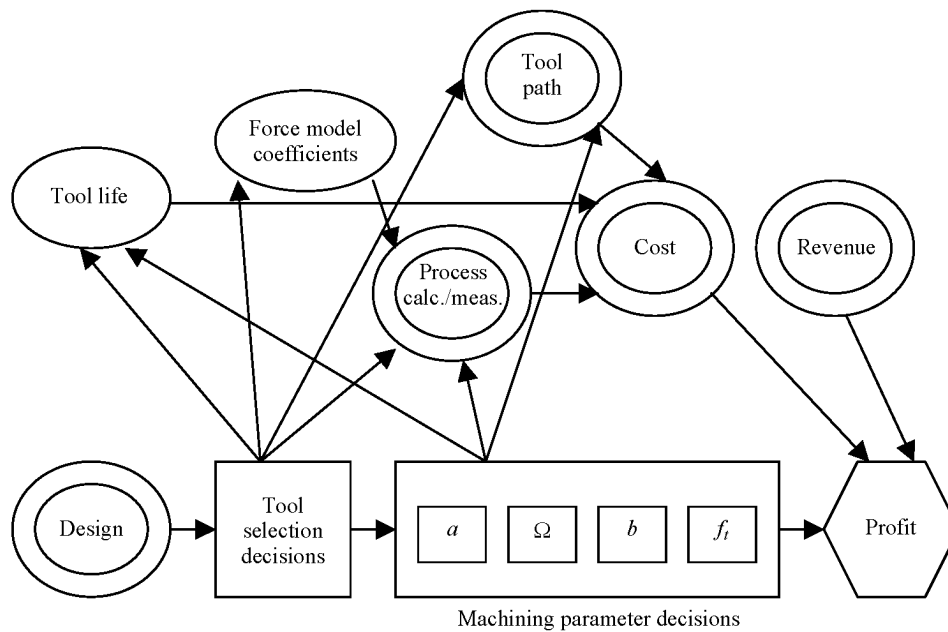 Tool
path
Force model
coefficients
Tool life
Cost
Revenue
Process
calc./meas.
Design
Tool
selection
decisions
a
Ω
b
fₜ
Profit
Machining parameter decisions